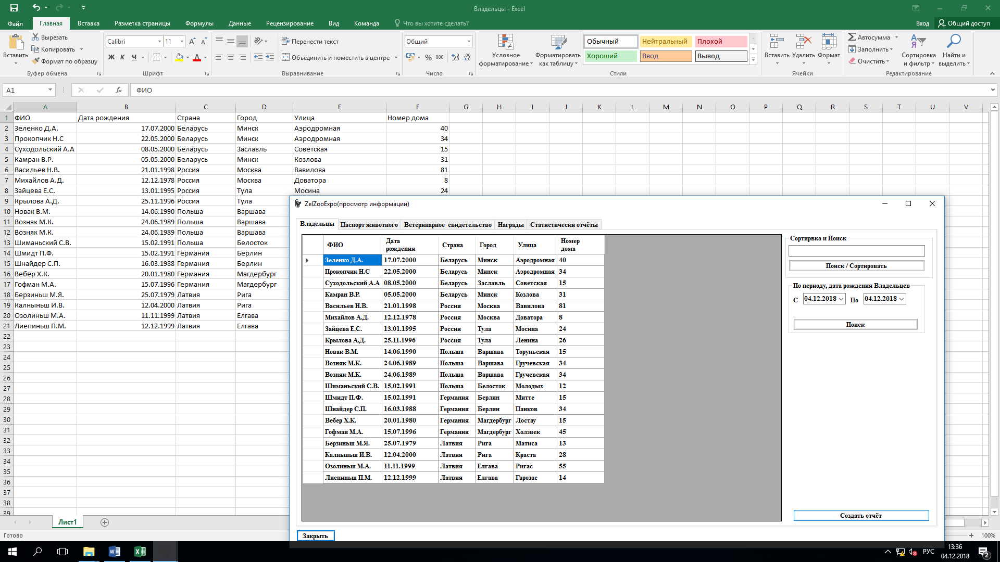 Владельцы - Excel
Файл Главная Вставка Разметка страницы Формулы Данные Рецензирование Вид Команда Что вы хотите сделать? Вход Общий доступ
Вставить
Вырезать
Копировать
Формат по образцу
Буфер обмена
Calibri 11
Ж К Ч
Шрифт
Перенести текст
Объединить и поместить в центре
Выравнивание
Общий
% 000
Число
Условное форматирование
Форматировать как таблицу
Обычный Нейтральный Плохой
Хороший Ввод Вывод
Стили
Вставить Удалить Формат
Ячейки
Автосумма
Заполнить
Очистить
Сортировка и фильтр
Найти и выделить
Редактирование
A1 fx ФИО
A B C D E F G H I J K L M N O P Q R S T U V
1 ФИО Дата рождения Страна Город Улица Номер дома
2 Зеленко Д.А. 17.07.2000 Беларусь Минск Аэродромная 40
3 Прокопчик Н.С 22.05.2000 Беларусь Минск Аэродромная 34
4 Суходольский А.А 08.05.2000 Беларусь Заславль Советская 15
5 Камран В.Р. 05.05.2000 Беларусь Минск Козлова 31
6 Васильев Н.В. 21.01.1998 Россия Москва Вавилова 81
7 Михайлов А.Д. 12.12.1978 Россия Москва Доватора 8
8 Зайцева Е.С. 13.01.1995 Россия Тула Мосина 24
9 Крылова А.Д. 25.11.1996 Россия Тула
10 Новак В.М. 14.06.1990 Польша Варшава
11 Возняк М.К. 24.06.1989 Польша Варшава
12 Возняк М.К. 24.06.1989 Польша Варшава
13 Шиманьский С.В. 15.02.1991 Польша Белосток
14 Шмидт П.Ф. 15.02.1991 Германия Берлин
15 Шнайдер С.П. 16.03.1988 Германия Берлин
16 Вебер Х.К. 20.01.1980 Германия Магдербург
17 Гофман М.А. 15.07.1996 Германия Магдербург
18 Берзиньш М.Я. 25.07.1979 Латвия Рига
19 Калныньш И.В. 12.04.2000 Латвия Рига
20 Озолиньш М.А. 11.11.1999 Латвия Елгава
21 Лиепиньш П.М. 12.12.1999 Латвия Елгава
22
23
24
25
26
27
28
29
30
31
32
33
34
35
36
37
38
39
Лист1
Готово
100%
ZelZooExpo(просмотр информации)
Владельцы Паспорт животного Ветеринарное свидетельство Награды Статистически отчёты
ФИО Дата рождения Страна Город Улица Номер дома
Зеленко Д.А. 17.07.2000 Беларусь Минск Аэродромная 40
Прокопчик Н.С 22.05.2000 Беларусь Минск Аэродромная 34
Суходольский А.А 08.05.2000 Беларусь Заславль Советская 15
Камран В.Р. 05.05.2000 Беларусь Минск Козлова 31
Васильев Н.В. 21.01.1998 Россия Москва Вавилова 81
Михайлов А.Д. 12.12.1978 Россия Москва Доватора 8
Зайцева Е.С. 13.01.1995 Россия Тула Мосина 24
Крылова А.Д. 25.11.1996 Россия Тула Ленина 26
Новак В.М. 14.06.1990 Польша Варшава Торуньская 15
Возняк М.К. 24.06.1989 Польша Варшава Гручевская 34
Возняк М.К. 24.06.1989 Польша Варшава Гручевская 34
Шиманьский С.В. 15.02.1991 Польша Белосток Молодых 12
Шмидт П.Ф. 15.02.1991 Германия Берлин Митте 15
Шнайдер С.П. 16.03.1988 Германия Берлин Панков 34
Вебер Х.К. 20.01.1980 Германия Магдербург Лостау 15
Гофман М.А. 15.07.1996 Германия Магдербург Холзвек 45
Берзиньш М.Я. 25.07.1979 Латвия Рига Матиса 13
Калныньш И.В. 12.04.2000 Латвия Рига Краста 28
Озолиньш М.А. 11.11.1999 Латвия Елгава Ригас 55
Лиепиньш П.М. 12.12.1999 Латвия Елгава Гарозас 14
Сортирвка и Поиск
Поиск / Сортировать
По периоду, дата рождения Владельцев
С 04.12.2018 По 04.12.2018
Поиск
Создать отчёт
Закрыть
РУС
13:36
04.12.2018
2